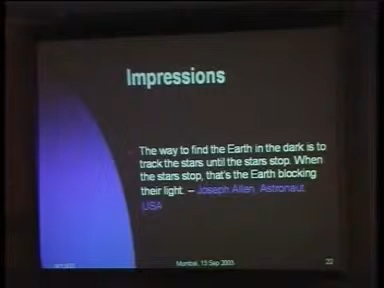 Impressions
The way to find the Earth in the dark is to
track the stars until the stars stop. When
the stars stop, that's the Earth blocking
their light. – Joseph Allen, Astronaut,
USA
Mumbai, 13 Sep 2005
22